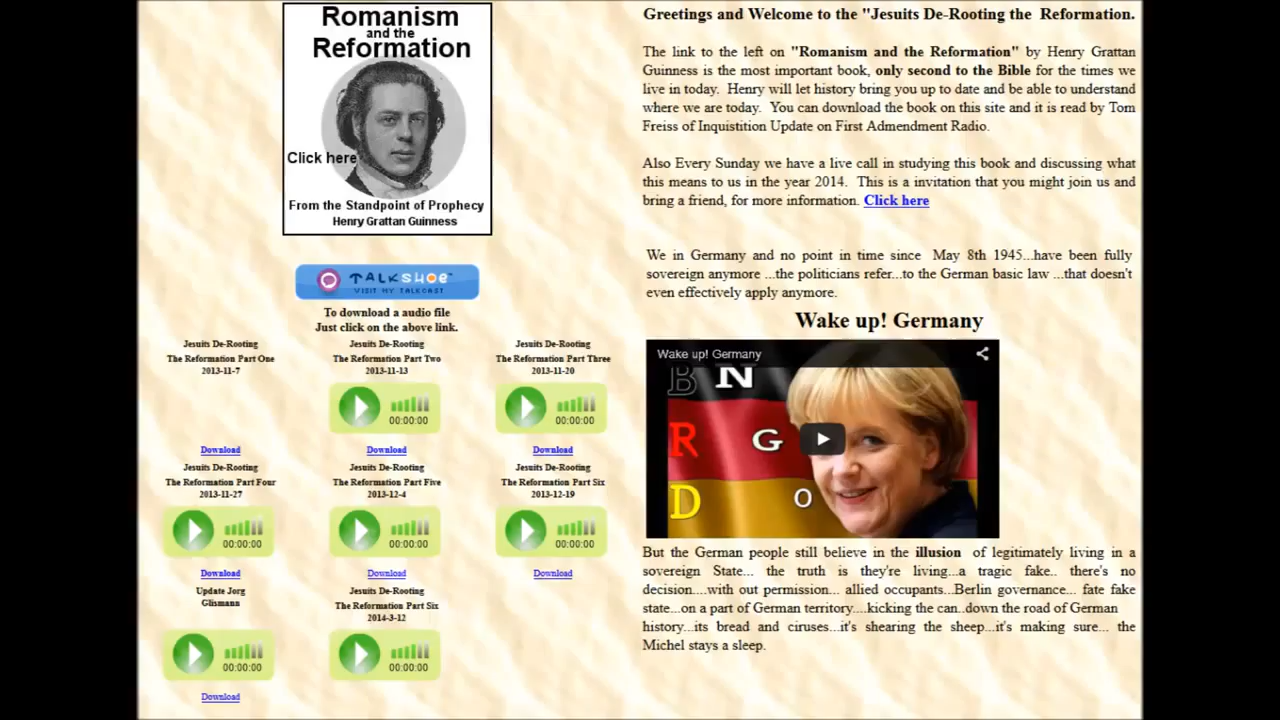 Romanism
and the
Reformation
Click here
From the Standpoint of Prophecy
Henry Grattan Guinness
TALKSHOE™
VISIT MY TALKCAST
To download a audio file
Just click on the above link.
Jesuits De-Rooting
The Reformation Part One
2013-11-7
Download
Jesuits De-Rooting
The Reformation Part Two
2013-11-13
00:00:00
Download
Jesuits De-Rooting
The Reformation Part Three
2013-11-20
00:00:00
Download
Jesuits De-Rooting
The Reformation Part Four
2013-11-27
00:00:00
Download
Jesuits De-Rooting
The Reformation Part Five
2013-12-4
00:00:00
Download
Jesuits De-Rooting
The Reformation Part Six
2013-12-19
00:00:00
Download
Update Jorg
Glismann
00:00:00
Download
Jesuits De-Rooting
The Reformation Part Six
2014-3-12
00:00:00
Greetings and Welcome to the "Jesuits De-Rooting the Reformation.
The link to the left on "Romanism and the Reformation" by Henry Grattan
Guinness is the most important book, only second to the Bible for the times we
live in today. Henry will let history bring you up to date and be able to understand
where we are today. You can download the book on this site and it is read by Tom
Freiss of Inquistition Update on First Admendment Radio.
Also Every Sunday we have a live call in studying this book and discussing what
this means to us in the year 2014. This is a invitation that you might join us and
bring a friend, for more information. Click here
We in Germany and no point in time since May 8th 1945...have been fully
sovereign anymore ...the politicians refer...to the German basic law ...that doesn't
even effectively apply anymore.
Wake up! Germany
Wake up! Germany
B N
R G
D O
But the German people still believe in the illusion of legitimately living in a
sovereign State... the truth is they're living...a tragic fake.. there's no
decision....with out permission... allied occupants...Berlin governance... fate fake
state...on a part of German territory....kicking the can..down the road of German
history...its bread and ciruses...it's shearing the sheep...it's making sure... the
Michel stays a sleep.